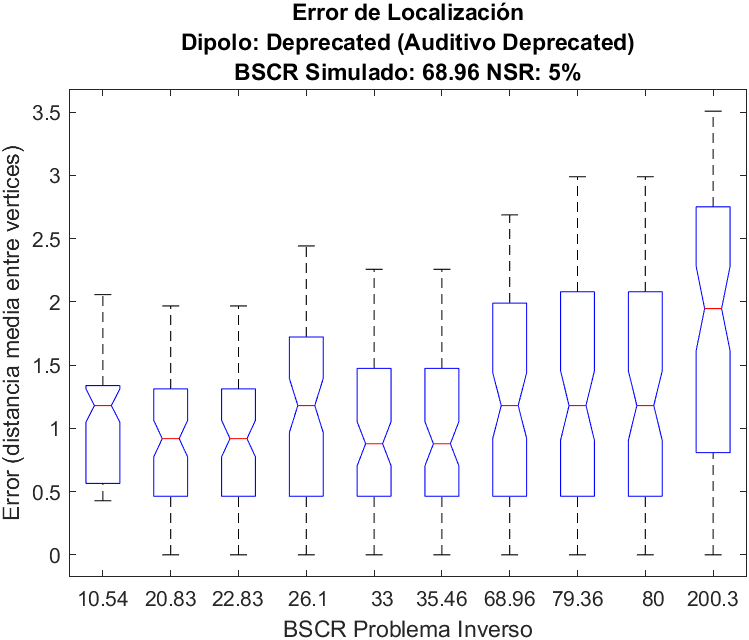 Error de Localización
Dipolo: Deprecated (Auditivo Deprecated)
BSCR Simulado: 68.96 NSR: 5%
Error (distancia media entre vertices)
3.5
3
2.5
2
1.5
1
0.5
0
10.54 20.83 22.83 26.1 33 35.46 68.96 79.36 80 200.3
BSCR Problema Inverso